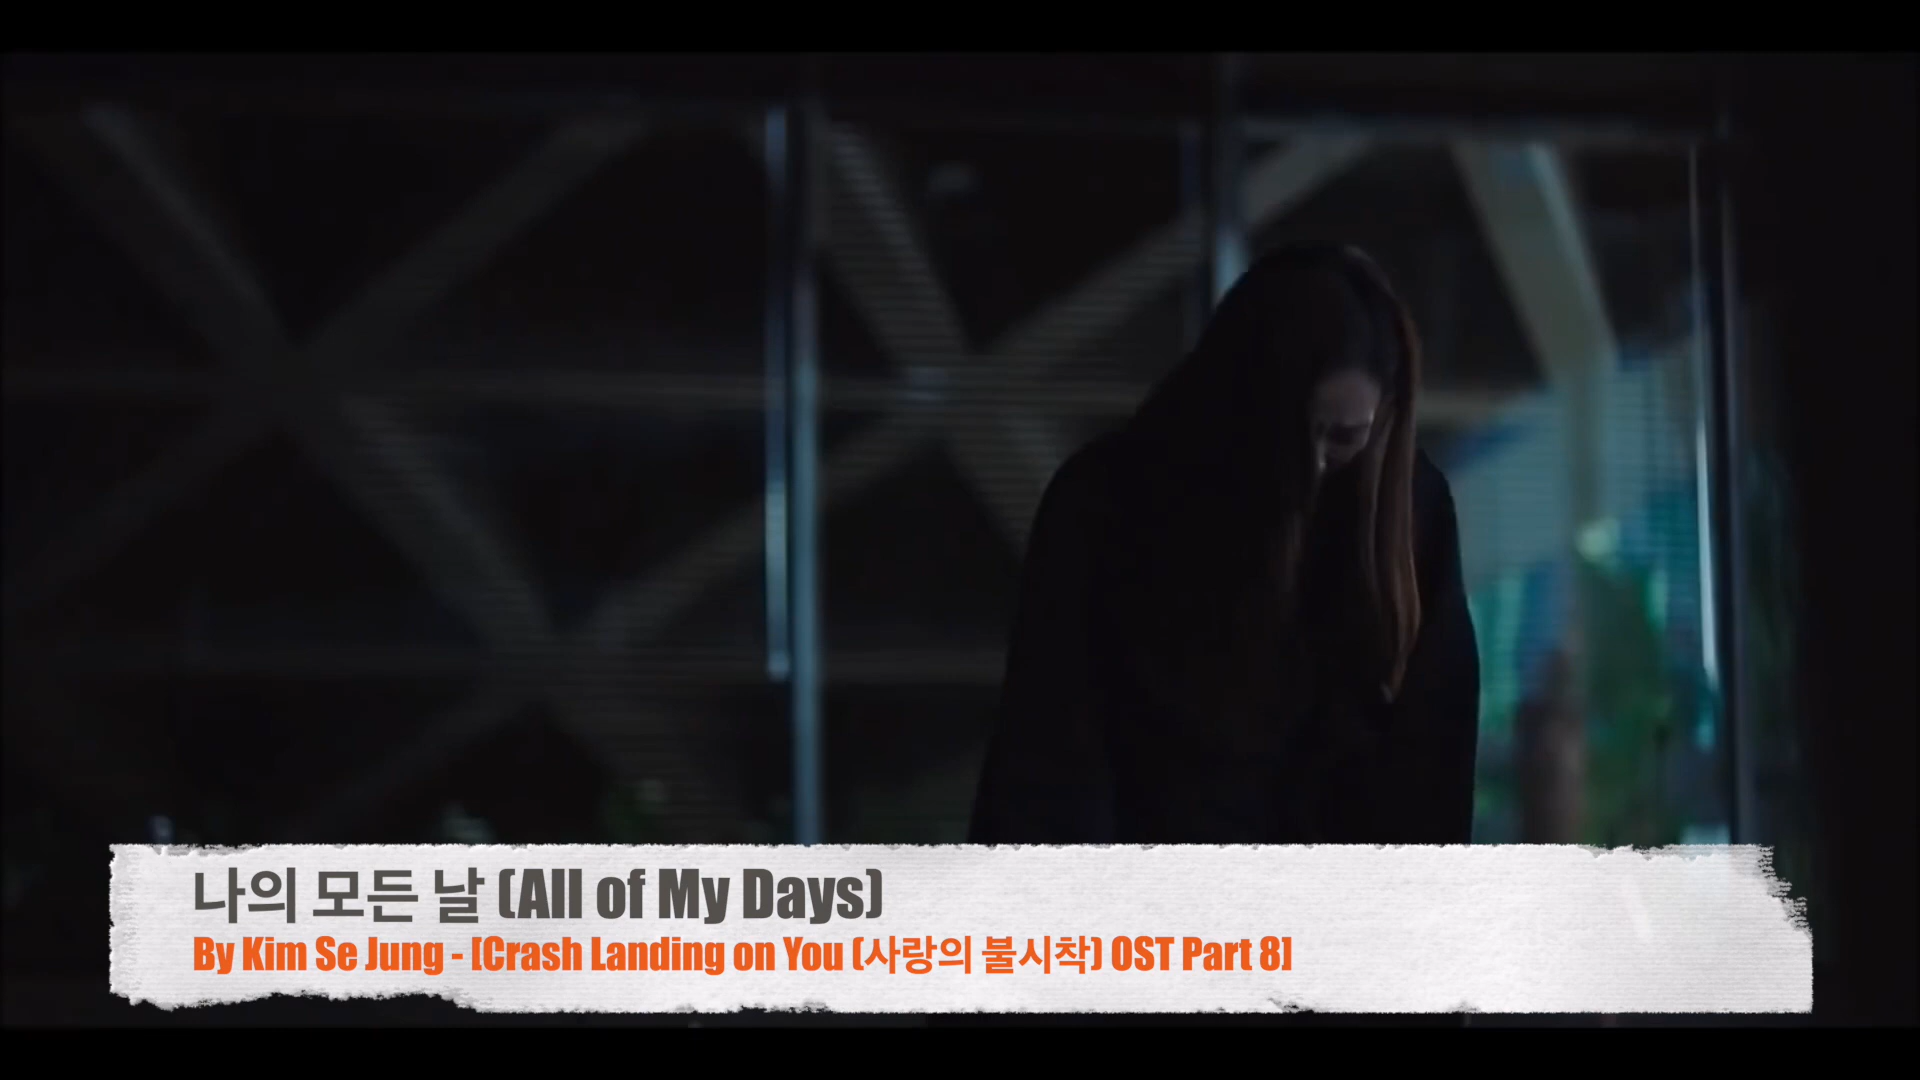 나의 모든 날 (All of My Days)
By Kim Se Jung - [Crash Landing on You (사랑의 불시착) OST Part 8]